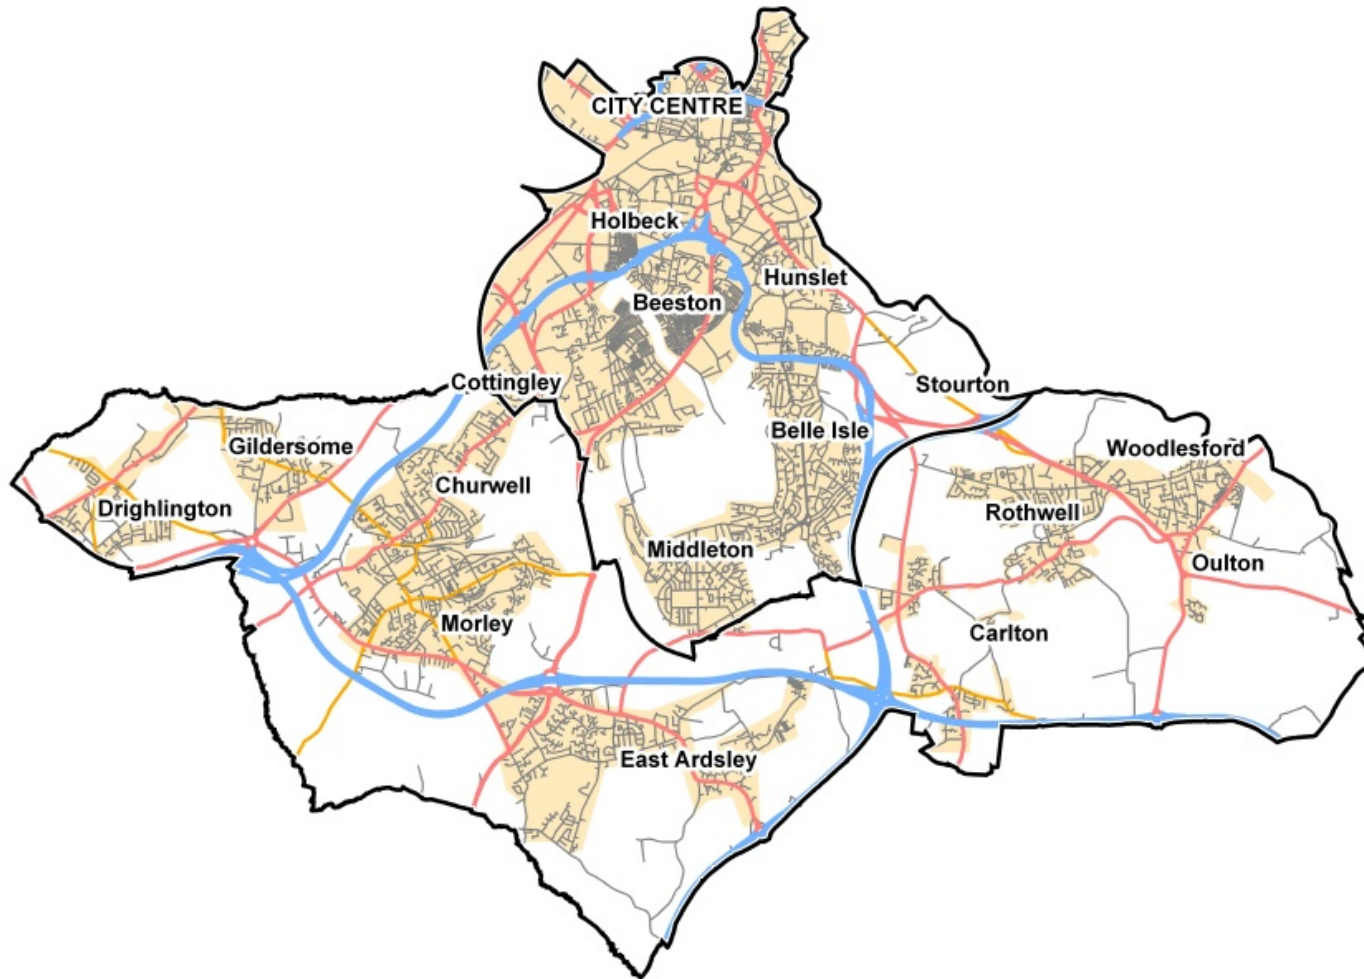 CITY CENTRE
Holbeck
Hunslet
Beeston
Cottingley
Stourton
Belle Isle
Gildersome
Woodlesford
Churwell
Drighlington
Rothwell
Middleton
Oulton
Morley
Carlton
East Ardsley